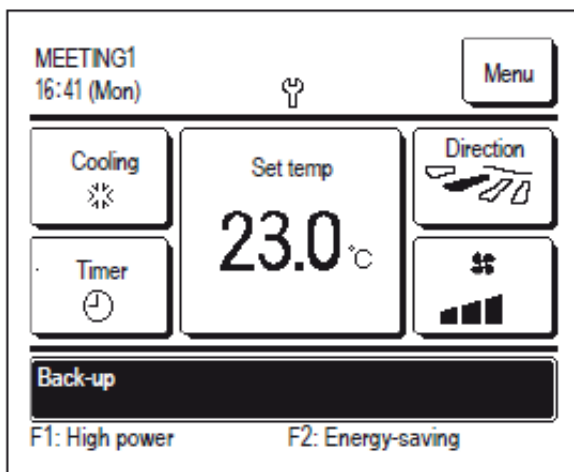 MEETING1
16:41 (Mon)
Menu
Cooling
Set temp
Direction
23.0 °C
Timer
Back-up
F1: High power
F2: Energy-saving